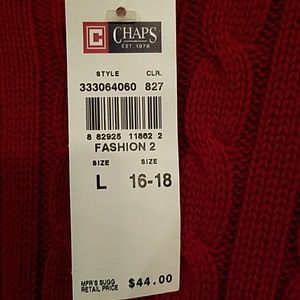 C CHAPS
EST. 1978
STYLE CLR.
333064060 827
8 82925 11862 2
FASHION 2
SIZE SIZE
L 16-18
MFR'S SUGG
RETAIL PRICE $44.00